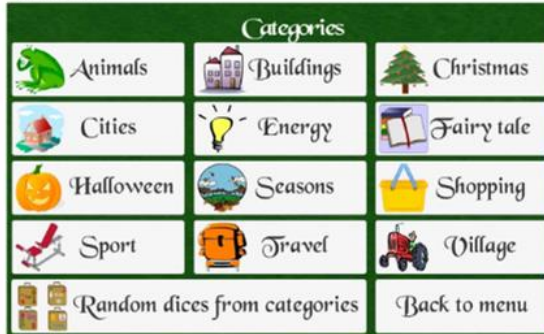 Categories
Animals
Buildings
Christmas
Cities
Energy
Fairy tale
Halloween
Seasons
Shopping
Sport
Travel
Village
Random dices from categories
Back to menu